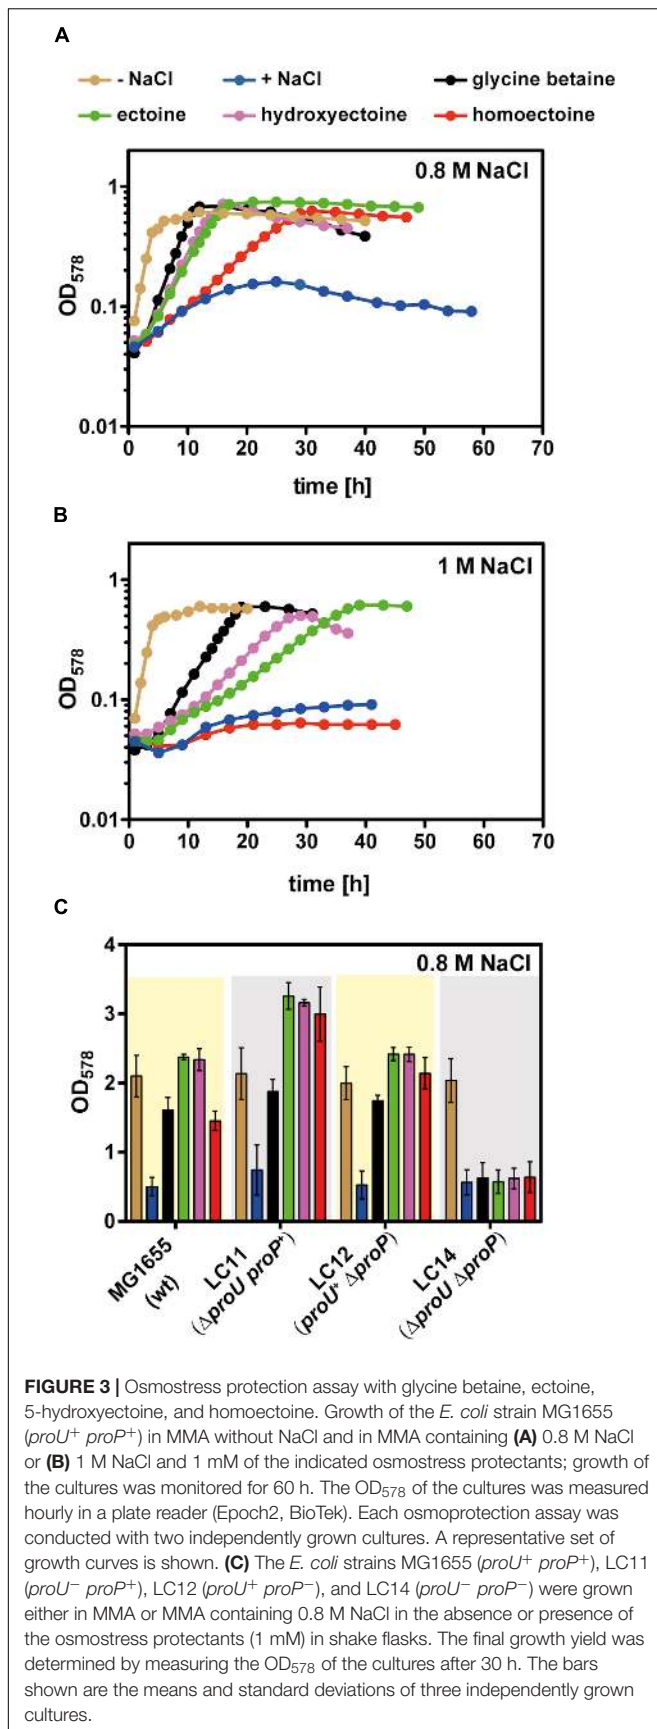 A
- NaCl + NaCl glycine betaine
ectoine hydroxyectoine homoectoine
0.8 M NaCl
1
0.1
0.01
OD578
0 10 20 30 40 50 60 70
time [h]
B
1 M NaCl
1
0.1
0.01
OD578
0 10 20 30 40 50 60 70
time [h]
C
0.8 M NaCl
4
3
2
1
0
OD578
MG1655
(wt)
LC11
(ΔproU proP⁺)
LC12
(proU⁺ ΔproP)
LC14
(ΔproU ΔproP)
FIGURE 3 | Osmostress protection assay with glycine betaine, ectoine,
5-hydroxyectoine, and homoectoine. Growth of the E. coli strain MG1655
(proU⁺ proP⁺) in MMA without NaCl and in MMA containing (A) 0.8 M NaCl
or (B) 1 M NaCl and 1 mM of the indicated osmostress protectants; growth of
the cultures was monitored for 60 h. The OD₅₇₈ of the cultures was measured
hourly in a plate reader (Epoch2, BioTek). Each osmoprotection assay was
conducted with two independently grown cultures. A representative set of
growth curves is shown. (C) The E. coli strains MG1655 (proU⁺ proP⁺), LC11
(proU⁻ proP⁺), LC12 (proU⁺ proP⁻), and LC14 (proU⁻ proP⁻) were grown
either in MMA or MMA containing 0.8 M NaCl in the absence or presence of
the osmostress protectants (1 mM) in shake flasks. The final growth yield was
determined by measuring the OD₅₇₈ of the cultures after 30 h. The bars
shown are the means and standard deviations of three independently grown
cultures.